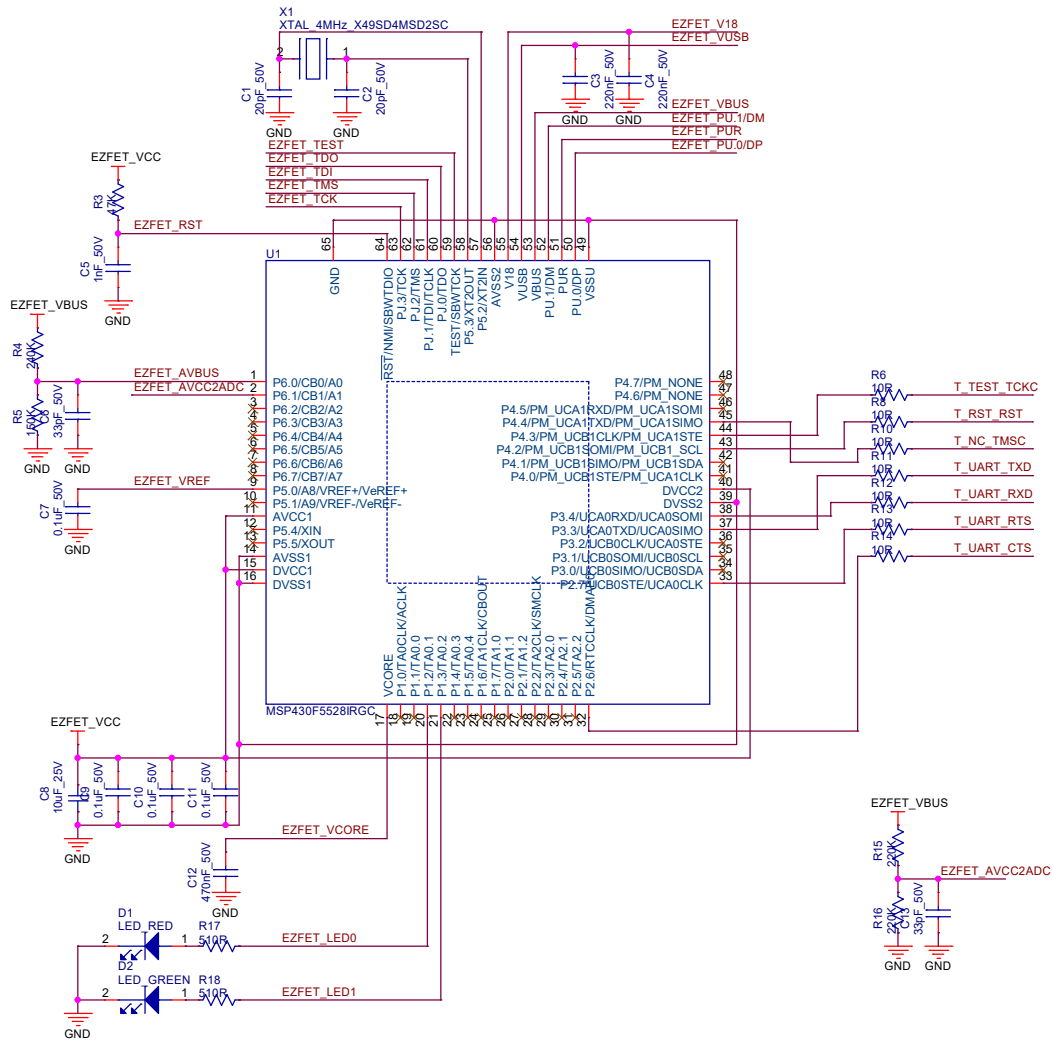 X1
XTAL_4MHz_X49SD4MSD2SC
2
1
C1
20pF_50V
C2
20pF_50V
GND
GND
EZFET_V18
EZFET_VUSB
C3
220nF_50V
C4
220nF_50V
GND
GND
EZFET_VBUS
EZFET_PU.1/DM
EZFET_PUR
EZFET_PU.0/DP
EZFET_TEST
EZFET_TDO
EZFET_TDI
EZFET_TMS
EZFET_TCK
EZFET_VCC
R3
47K
EZFET_RST
C5
1nF_50V
GND
EZFET_VBUS
R4
240K
EZFET_AVBUS
EZFET_AVCC2ADC
R5
150K
C6
33pF_50V
GND
GND
EZFET_VREF
C7
0.1uF_50V
GND
U1
65
64
63
62
61
60
59
58
57
56
55
54
53
52
51
50
49
GND
RST/NMI/SBWTDIO
PJ.3/TCK
PJ.2/TMS
PJ.1/TDI/TCLK
PJ.0/TDO
TEST/SBWTCK
P5.3/XT2OUT
P5.2/XT2IN
AVSS2
V18
VUSB
VBUS
PU.1/DM
PUR
PU.0/DP
VSSU
1 P6.0/CB0/A0
2 P6.1/CB1/A1
3 P6.2/CB2/A2
4 P6.3/CB3/A3
5 P6.4/CB4/A4
6 P6.5/CB5/A5
7 P6.6/CB6/A6
8 P6.7/CB7/A7
9 P5.0/A8/VREF+/VeREF+
10 P5.1/A9/VREF-/VeREF-
11 AVCC1
12 P5.4/XIN
13 P5.5/XOUT
14 AVSS1
15 DVCC1
16 DVSS1
P4.7/PM_NONE 48
P4.6/PM_NONE 47
P4.5/PM_UCA1RXD/PM_UCA1SOMI 46
P4.4/PM_UCA1TXD/PM_UCA1SIMO 45
P4.3/PM_UCB1CLK/PM_UCA1STE 44
P4.2/PM_UCB1SOMI/PM_UCB1_SCL 43
P4.1/PM_UCB1SIMO/PM_UCB1SDA 42
P4.0/PM_UCB1STE/PM_UCA1CLK 41
DVCC2 40
DVSS2 39
P3.4/UCA0RXD/UCA0SOMI 38
P3.3/UCA0TXD/UCA0SIMO 37
P3.2/UCB0CLK/UCA0STE 36
P3.1/UCB0SOMI/UCB0SCL 35
P3.0/UCB0SIMO/UCB0SDA 34
P2.7/UCB0STE/UCA0CLK 33
VCORE
P1.0/TA0CLK/ACLK
P1.1/TA0.0
P1.2/TA0.1
P1.3/TA0.2
P1.4/TA0.3
P1.5/TA0.4
P1.6/TA1CLK/CBOUT
P1.7/TA1.0
P2.0/TA1.1
P2.1/TA1.2
P2.2/TA2CLK/SMCLK
P2.3/TA2.0
P2.4/TA2.1
P2.5/TA2.2
MSP430F5528IRGC
17
18
19
20
21
22
23
24
25
26
27
28
29
30
31
32
R6
10R
T_TEST_TCKC
R8
10R
T_RST_RST
R10
10R
T_NC_TMSC
R11
10R
T_UART_TXD
R12
10R
T_UART_RXD
R13
10R
T_UART_RTS
R14
10R
T_UART_CTS
EZFET_VCC
C8
10uF_25V
C9
0.1uF_50V
C10
0.1uF_50V
C11
0.1uF_50V
GND
EZFET_VCORE
C12
470nF_50V
GND
D1
LED_RED
2
1
R17
510R
EZFET_LED0
D2
LED_GREEN
2
1
R18
510R
EZFET_LED1
GND
EZFET_VBUS
R15
220K
EZFET_AVCC2ADC
R16
220K
C13
33pF_50V
GND
GND